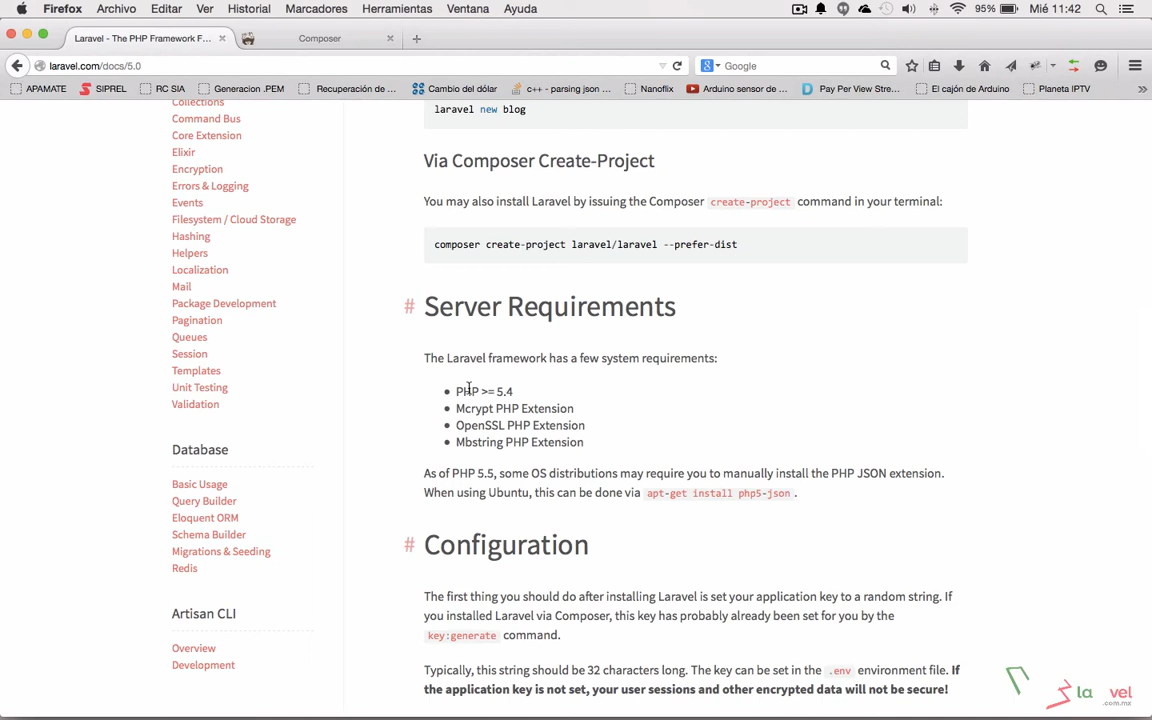 Firefox Archivo Editar Ver Historial Marcadores Herramientas Ventana Ayuda 95% Mié 11:42
Laravel - The PHP Framework F... Composer
laravel.com/docs/5.0 Google
APAMATE SIPREL RC SIA Generacion .PEM Recuperación de ... Cambio del dólar c++ - parsing json ... Nanoflix Arduino sensor de ... Pay Per View Stre... El cajón de Arduino Planeta IPTV
Collections
Command Bus
Core Extension
Elixir
Encryption
Errors & Logging
Events
Filesystem / Cloud Storage
Hashing
Helpers
Localization
Mail
Package Development
Pagination
Queues
Session
Templates
Unit Testing
Validation
Database
Basic Usage
Query Builder
Eloquent ORM
Schema Builder
Migrations & Seeding
Redis
Artisan CLI
Overview
Development
laravel new blog
Via Composer Create-Project
You may also install Laravel by issuing the Composer create-project command in your terminal:
composer create-project laravel/laravel --prefer-dist
# Server Requirements
The Laravel framework has a few system requirements:
• PHP >= 5.4
• Mcrypt PHP Extension
• OpenSSL PHP Extension
• Mbstring PHP Extension
As of PHP 5.5, some OS distributions may require you to manually install the PHP JSON extension.
When using Ubuntu, this can be done via apt-get install php5-json.
# Configuration
The first thing you should do after installing Laravel is set your application key to a random string. If
you installed Laravel via Composer, this key has probably already been set for you by the
key:generate command.
Typically, this string should be 32 characters long. The key can be set in the .env environment file. If
the application key is not set, your user sessions and other encrypted data will not be secure!
la vel
.com.mx